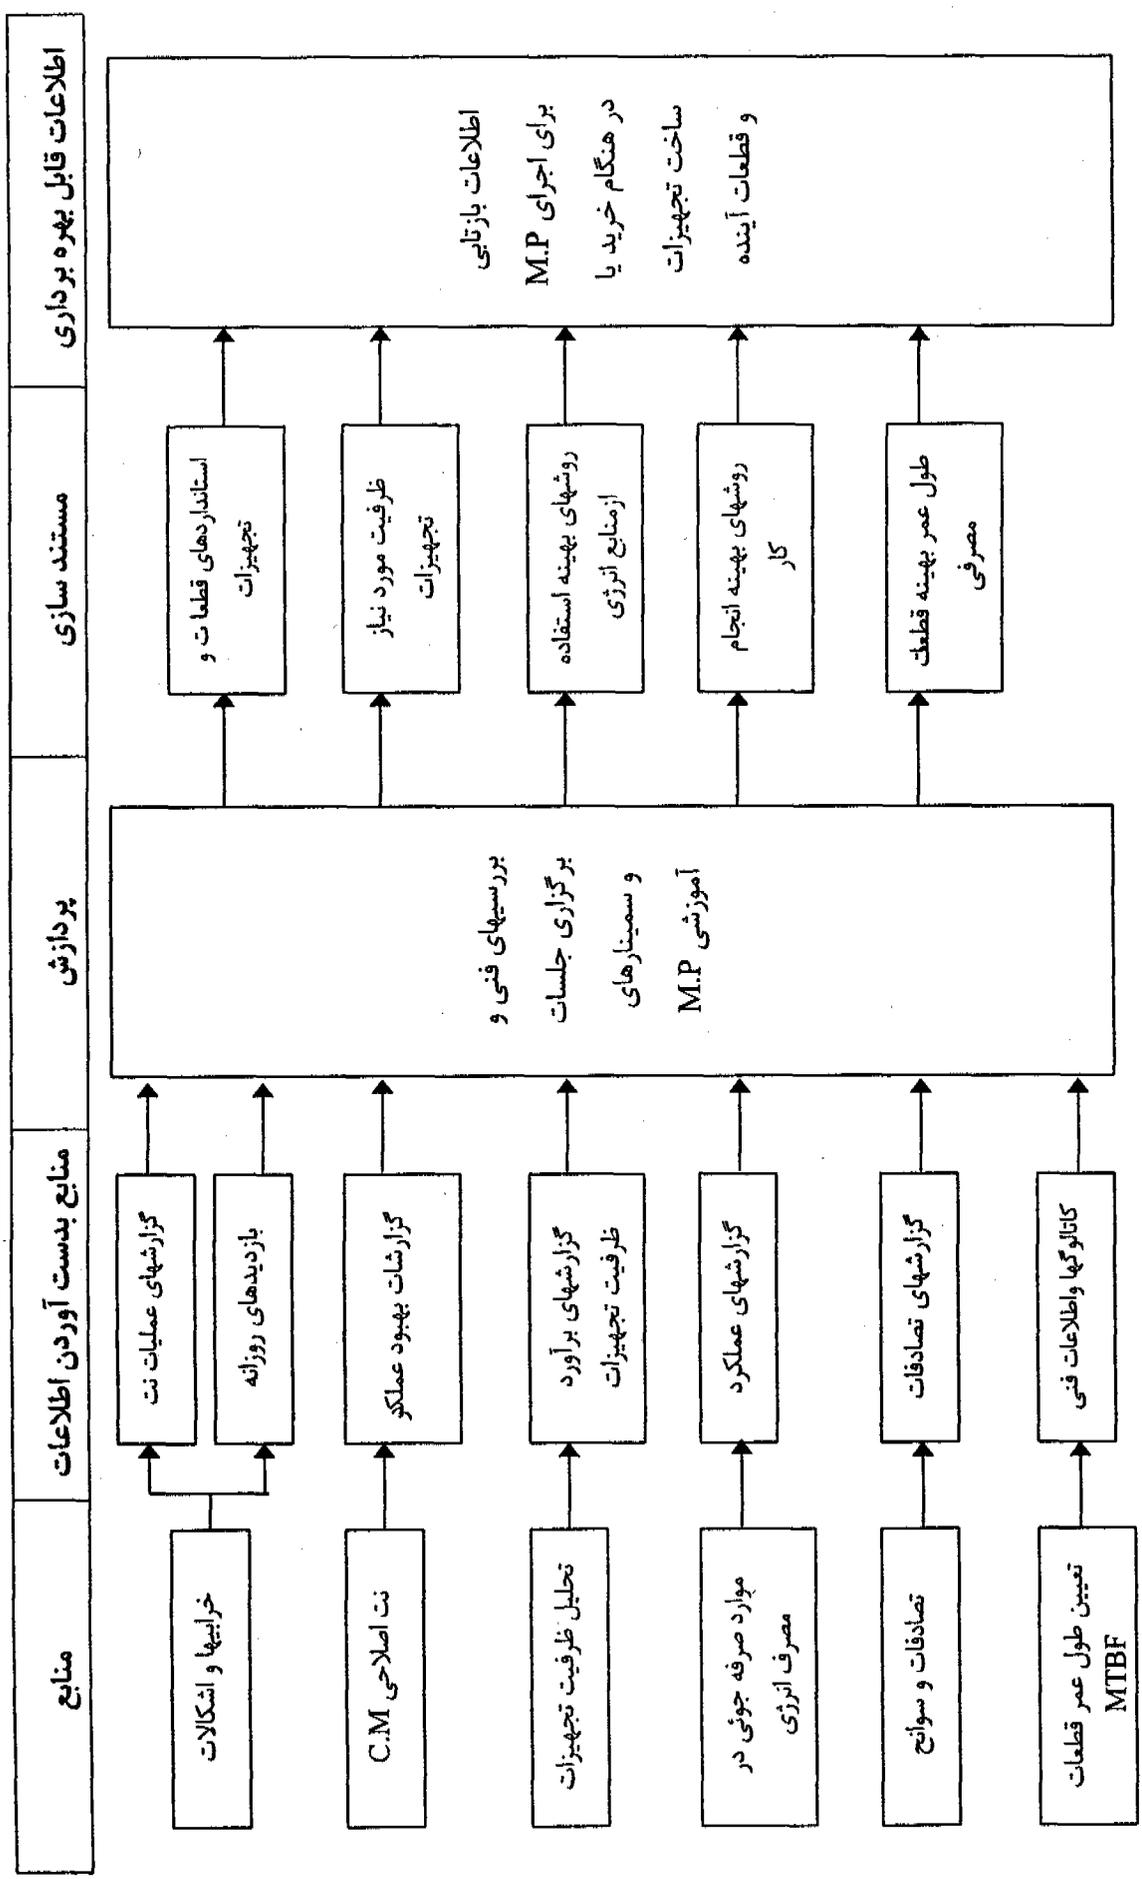 منابع
منابع بدست آوردن اطلاعات
پردازش
مستند سازی
اطلاعات قابل بهره برداری
خرابیها و اشکالات
نت اصلاحی C.M
تحلیل ظرفیت تجهیزات
موارد صرفه جوئی در
مصرف انرژی
تصادفات و سوانح
تعیین طول عمر قطعات
MTBF
گزارشهای عملیات نت
بازدیدهای روزانه
گزارشات بهبود عملکرد
گزارشهای برآورد
ظرفیت تجهیزات
گزارشهای عملکرد
گزارشهای تصادفات
کاتالوگها واطلاعات فنی
بررسیهای فنی و
برگزاری جلسات
و سمینارهای
آموزشی M.P
استانداردهای قطعات و
تجهیزات
ظرفیت مورد نیاز
تجهیزات
روشهای بهینه استفاده
ازمنابع انرژی
روشهای بهینه انجام
کار
طول عمر بهینه قطعات
مصرفی
اطلاعات بازتابی
برای اجرای M.P
در هنگام خرید یا
ساخت تجهیزات
و قطعات آینده